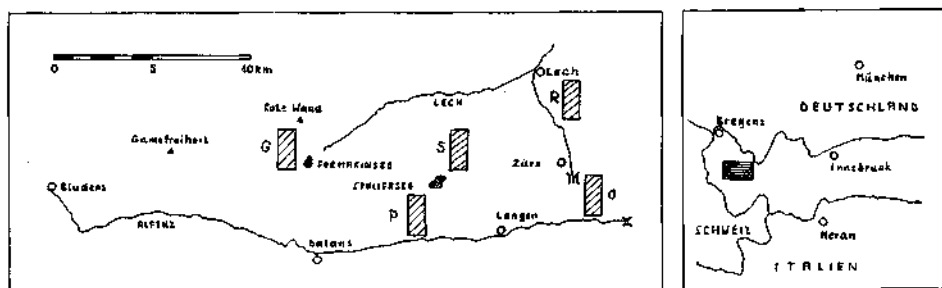 0 5 10 Km
Lech
R
LECH
Rote Wand
Gamsfreiheit
G
S
FORMARINSEE
Zürs
SPULLERSEE
Bludenz
P
O
Langen
ALFENZ
Dalaas
München
DEUTSCHLAND
Bregenz
Innsbruck
SCHWEIZ
Meran
ITALIEN